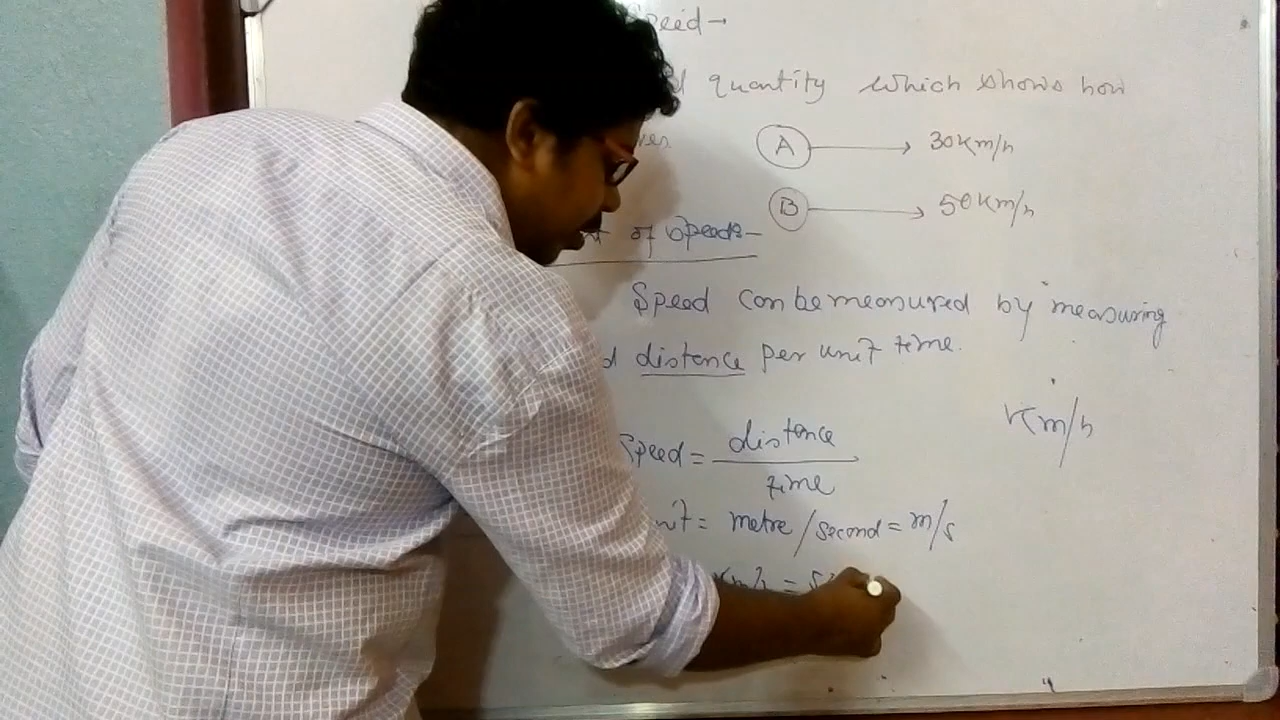 Speed →
quantity which shows how
A → 30Km/h
B → 50Km/h
of speeds-
Speed can be measured by measuring
distance per unit time.
Km/h
Speed = distance
time
unit = metre/second = m/s
Km/h =